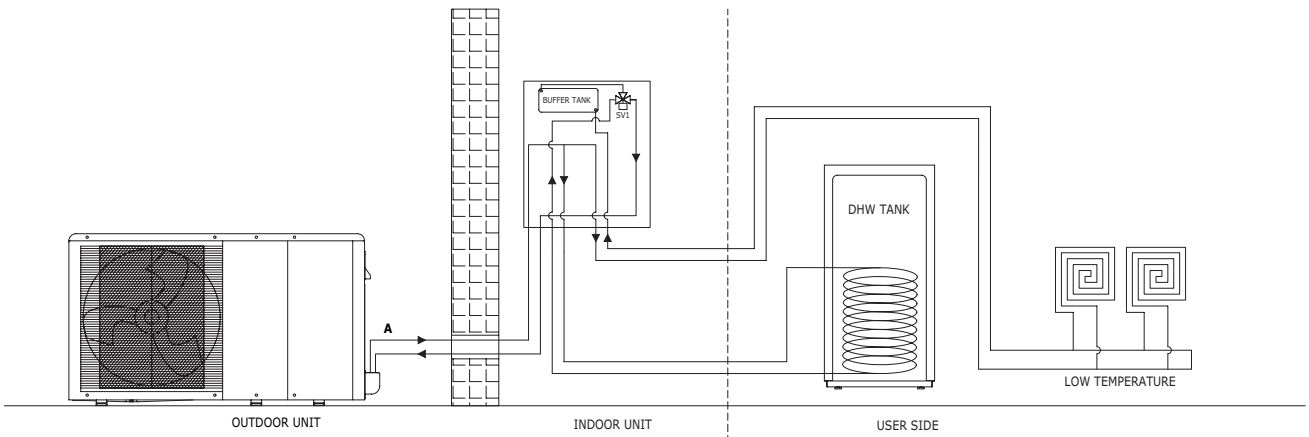 BUFFER TANK
SV1
DHW TANK
A
LOW TEMPERATURE
OUTDOOR UNIT
INDOOR UNIT
USER SIDE